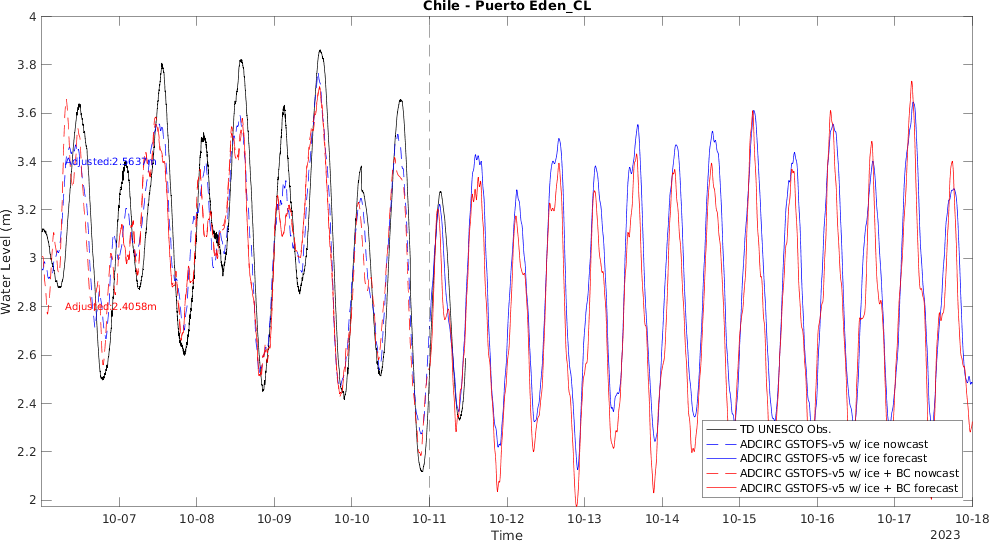 Chile - Puerto Eden_CL
4
3.8
3.6
3.4
3.2
3
2.8
2.6
2.4
2.2
2
Water Level (m)
Adjusted:2.5637m
Adjusted:2.4058m
TD UNESCO Obs.
ADCIRC GSTOFS-v5 w/ ice nowcast
ADCIRC GSTOFS-v5 w/ ice forecast
ADCIRC GSTOFS-v5 w/ ice + BC nowcast
ADCIRC GSTOFS-v5 w/ ice + BC forecast
10-07 10-08 10-09 10-10 10-11 10-12 10-13 10-14 10-15 10-16 10-17 10-18
Time
2023